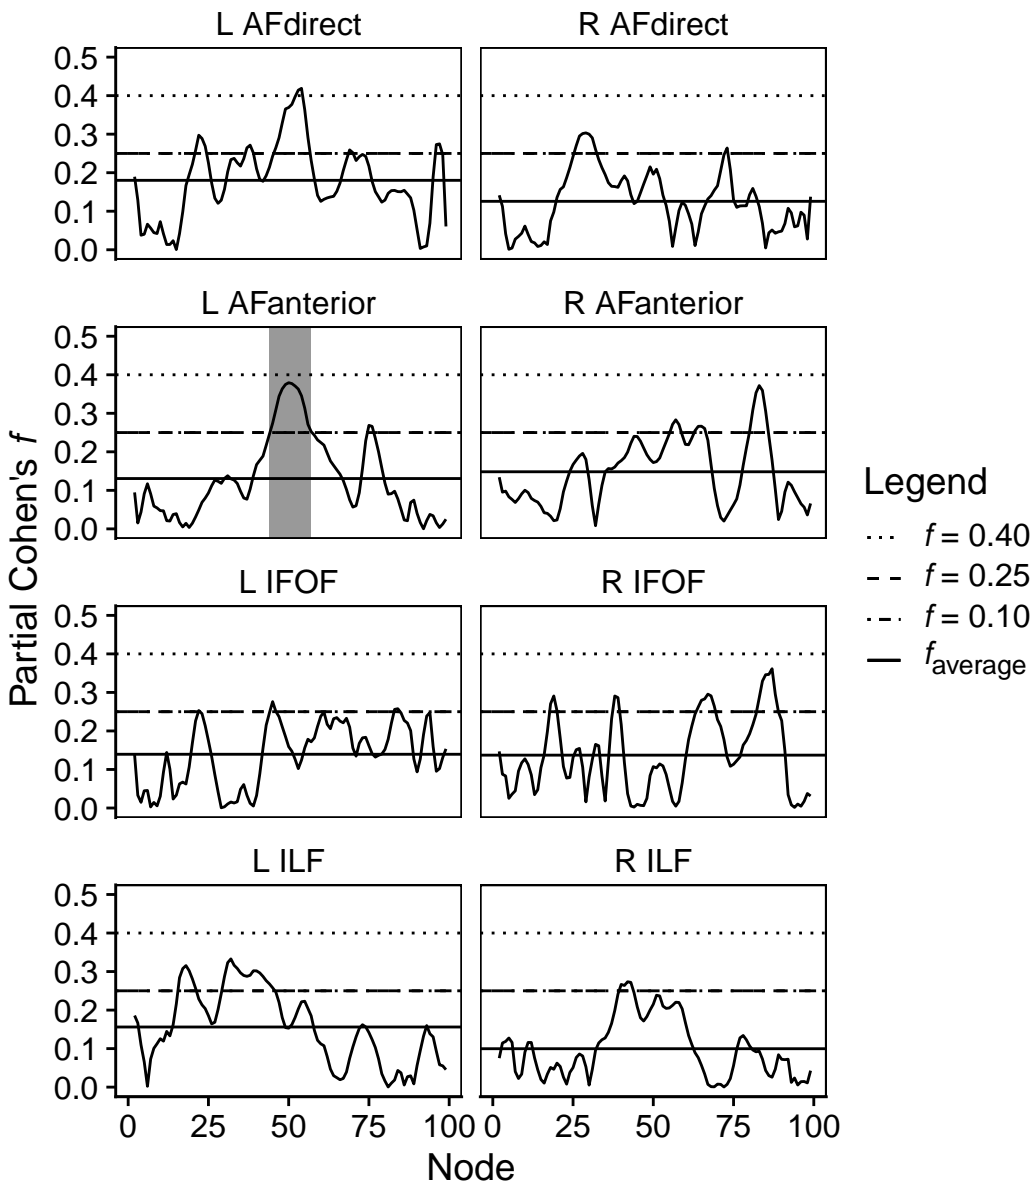 L AFdirect
R AFdirect
0.5
0.4
0.3
0.2
0.1
0.0
L AFanterior
R AFanterior
0.5
0.4
0.3
0.2
0.1
0.0
L IFOF
R IFOF
0.5
0.4
0.3
0.2
0.1
0.0
L ILF
R ILF
0.5
0.4
0.3
0.2
0.1
0.0
0 25 50 75 100 0 25 50 75 100
Node
Partial Cohen's f
Legend
f = 0.40
f = 0.25
f = 0.10
faverage